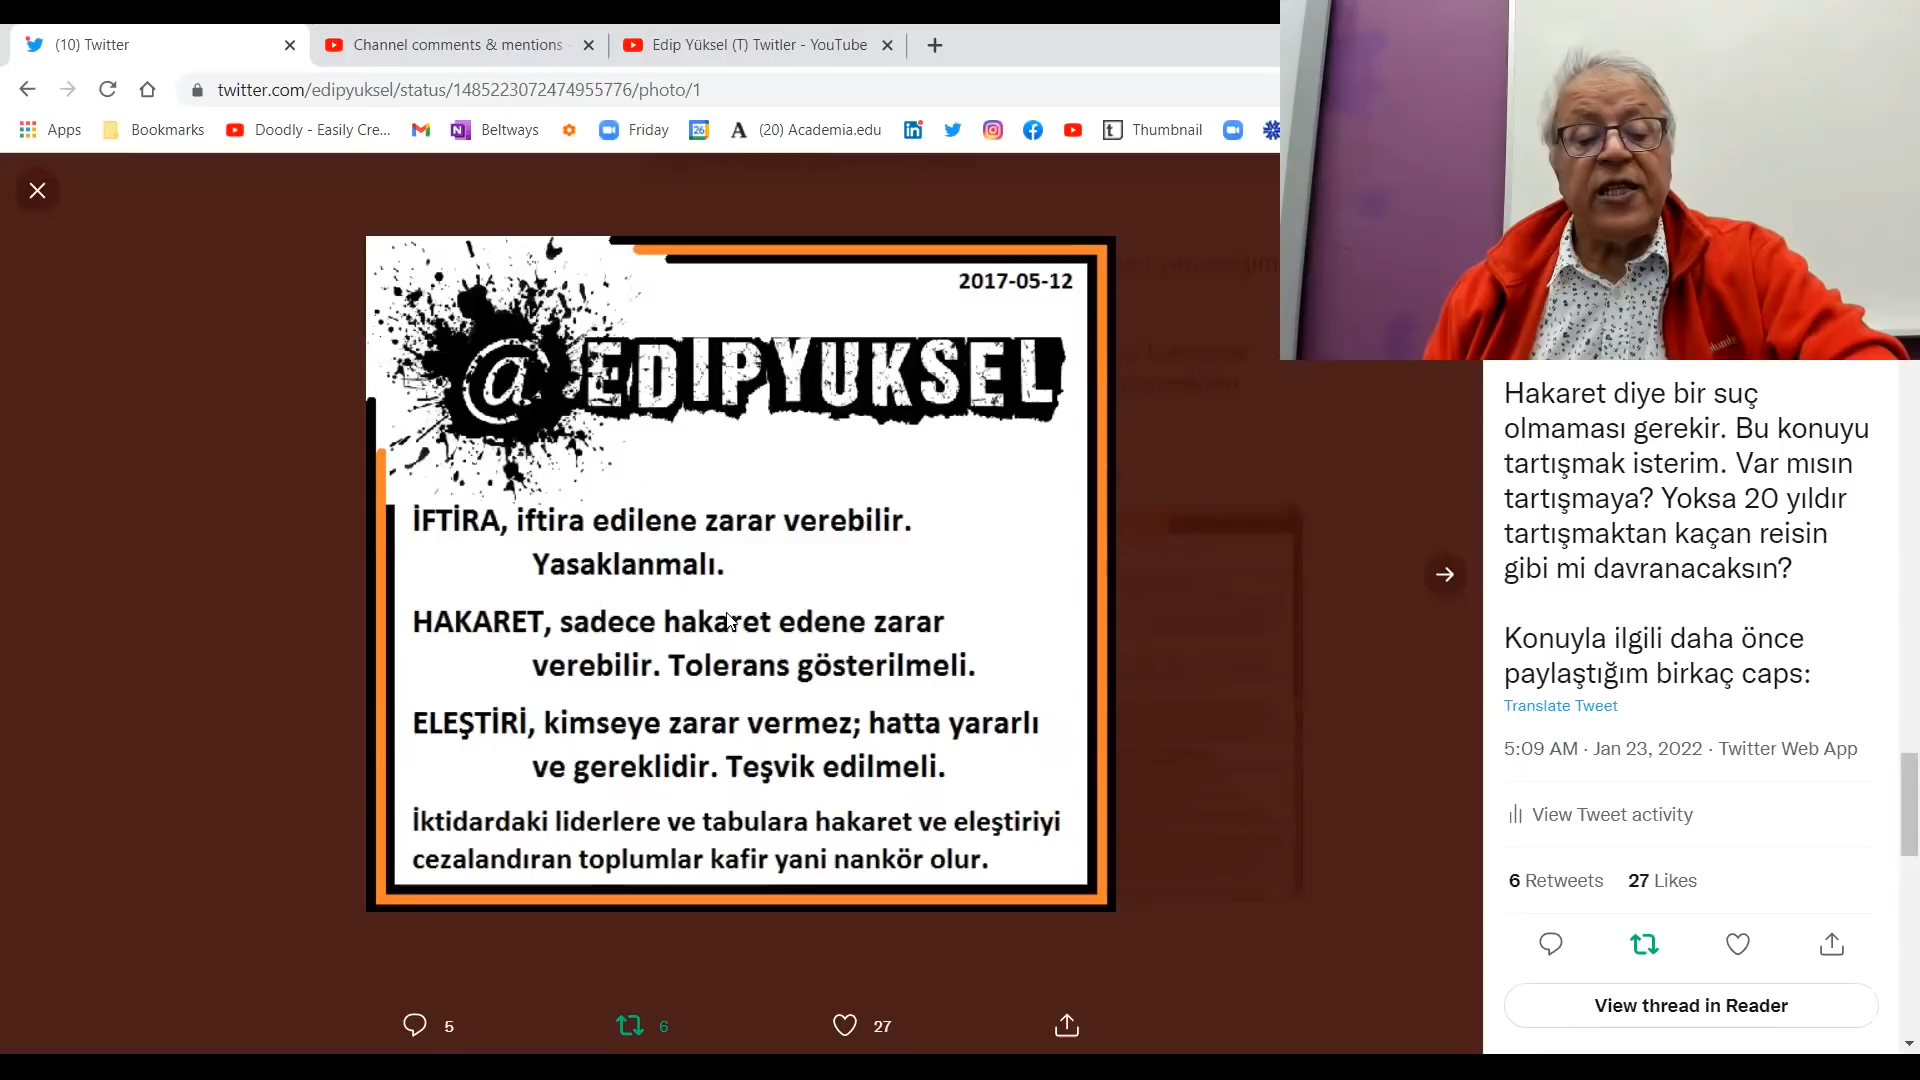 (10) Twitter
Channel comments & mentions
Edip Yüksel (T) Twitler - YouTube
twitter.com/edipyuksel/status/1485223072474955776/photo/1
Apps
Bookmarks
Doodly - Easily Cre...
Beltways
Friday
26
(20) Academia.edu
Thumbnail
2017-05-12
@EDIPYUKSEL
İFTİRA, iftira edilene zarar verebilir.
Yasaklanmalı.
HAKARET, sadece hakaret edene zarar
verebilir. Tolerans gösterilmeli.
ELEŞTİRİ, kimseye zarar vermez; hatta yararlı
ve gereklidir. Teşvik edilmeli.
İktidardaki liderlere ve tabulara hakaret ve eleştiriyi
cezalandıran toplumlar kafir yani nankör olur.
5
6
27
Hakaret diye bir suç
olmaması gerekir. Bu konuyu
tartışmak isterim. Var mısın
tartışmaya? Yoksa 20 yıldır
tartışmaktan kaçan reisin
gibi mi davranacaksın?
Konuyla ilgili daha önce
paylaştığım birkaç caps:
Translate Tweet
5:09 AM · Jan 23, 2022 · Twitter Web App
View Tweet activity
6 Retweets 27 Likes
View thread in Reader